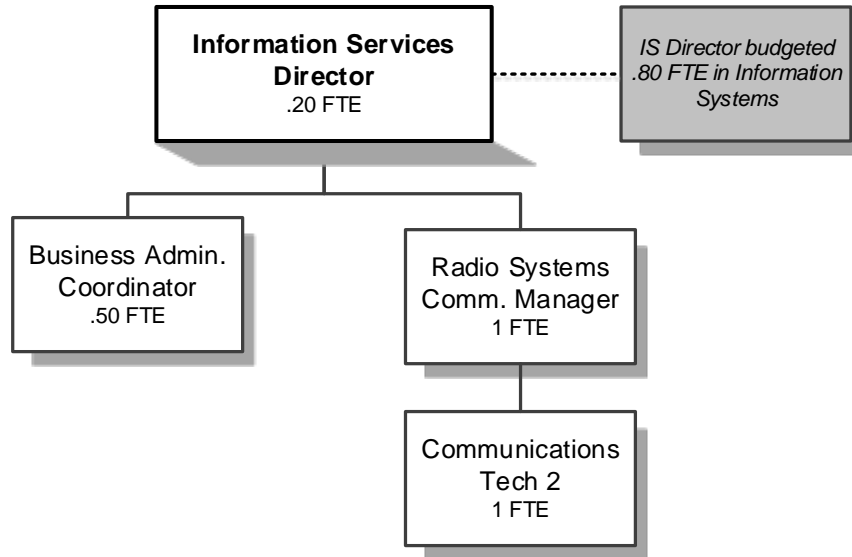 Information Services
Director
.20 FTE
IS Director budgeted
.80 FTE in Information
Systems
Business Admin.
Coordinator
.50 FTE
Radio Systems
Comm. Manager
1 FTE
Communications
Tech 2
1 FTE